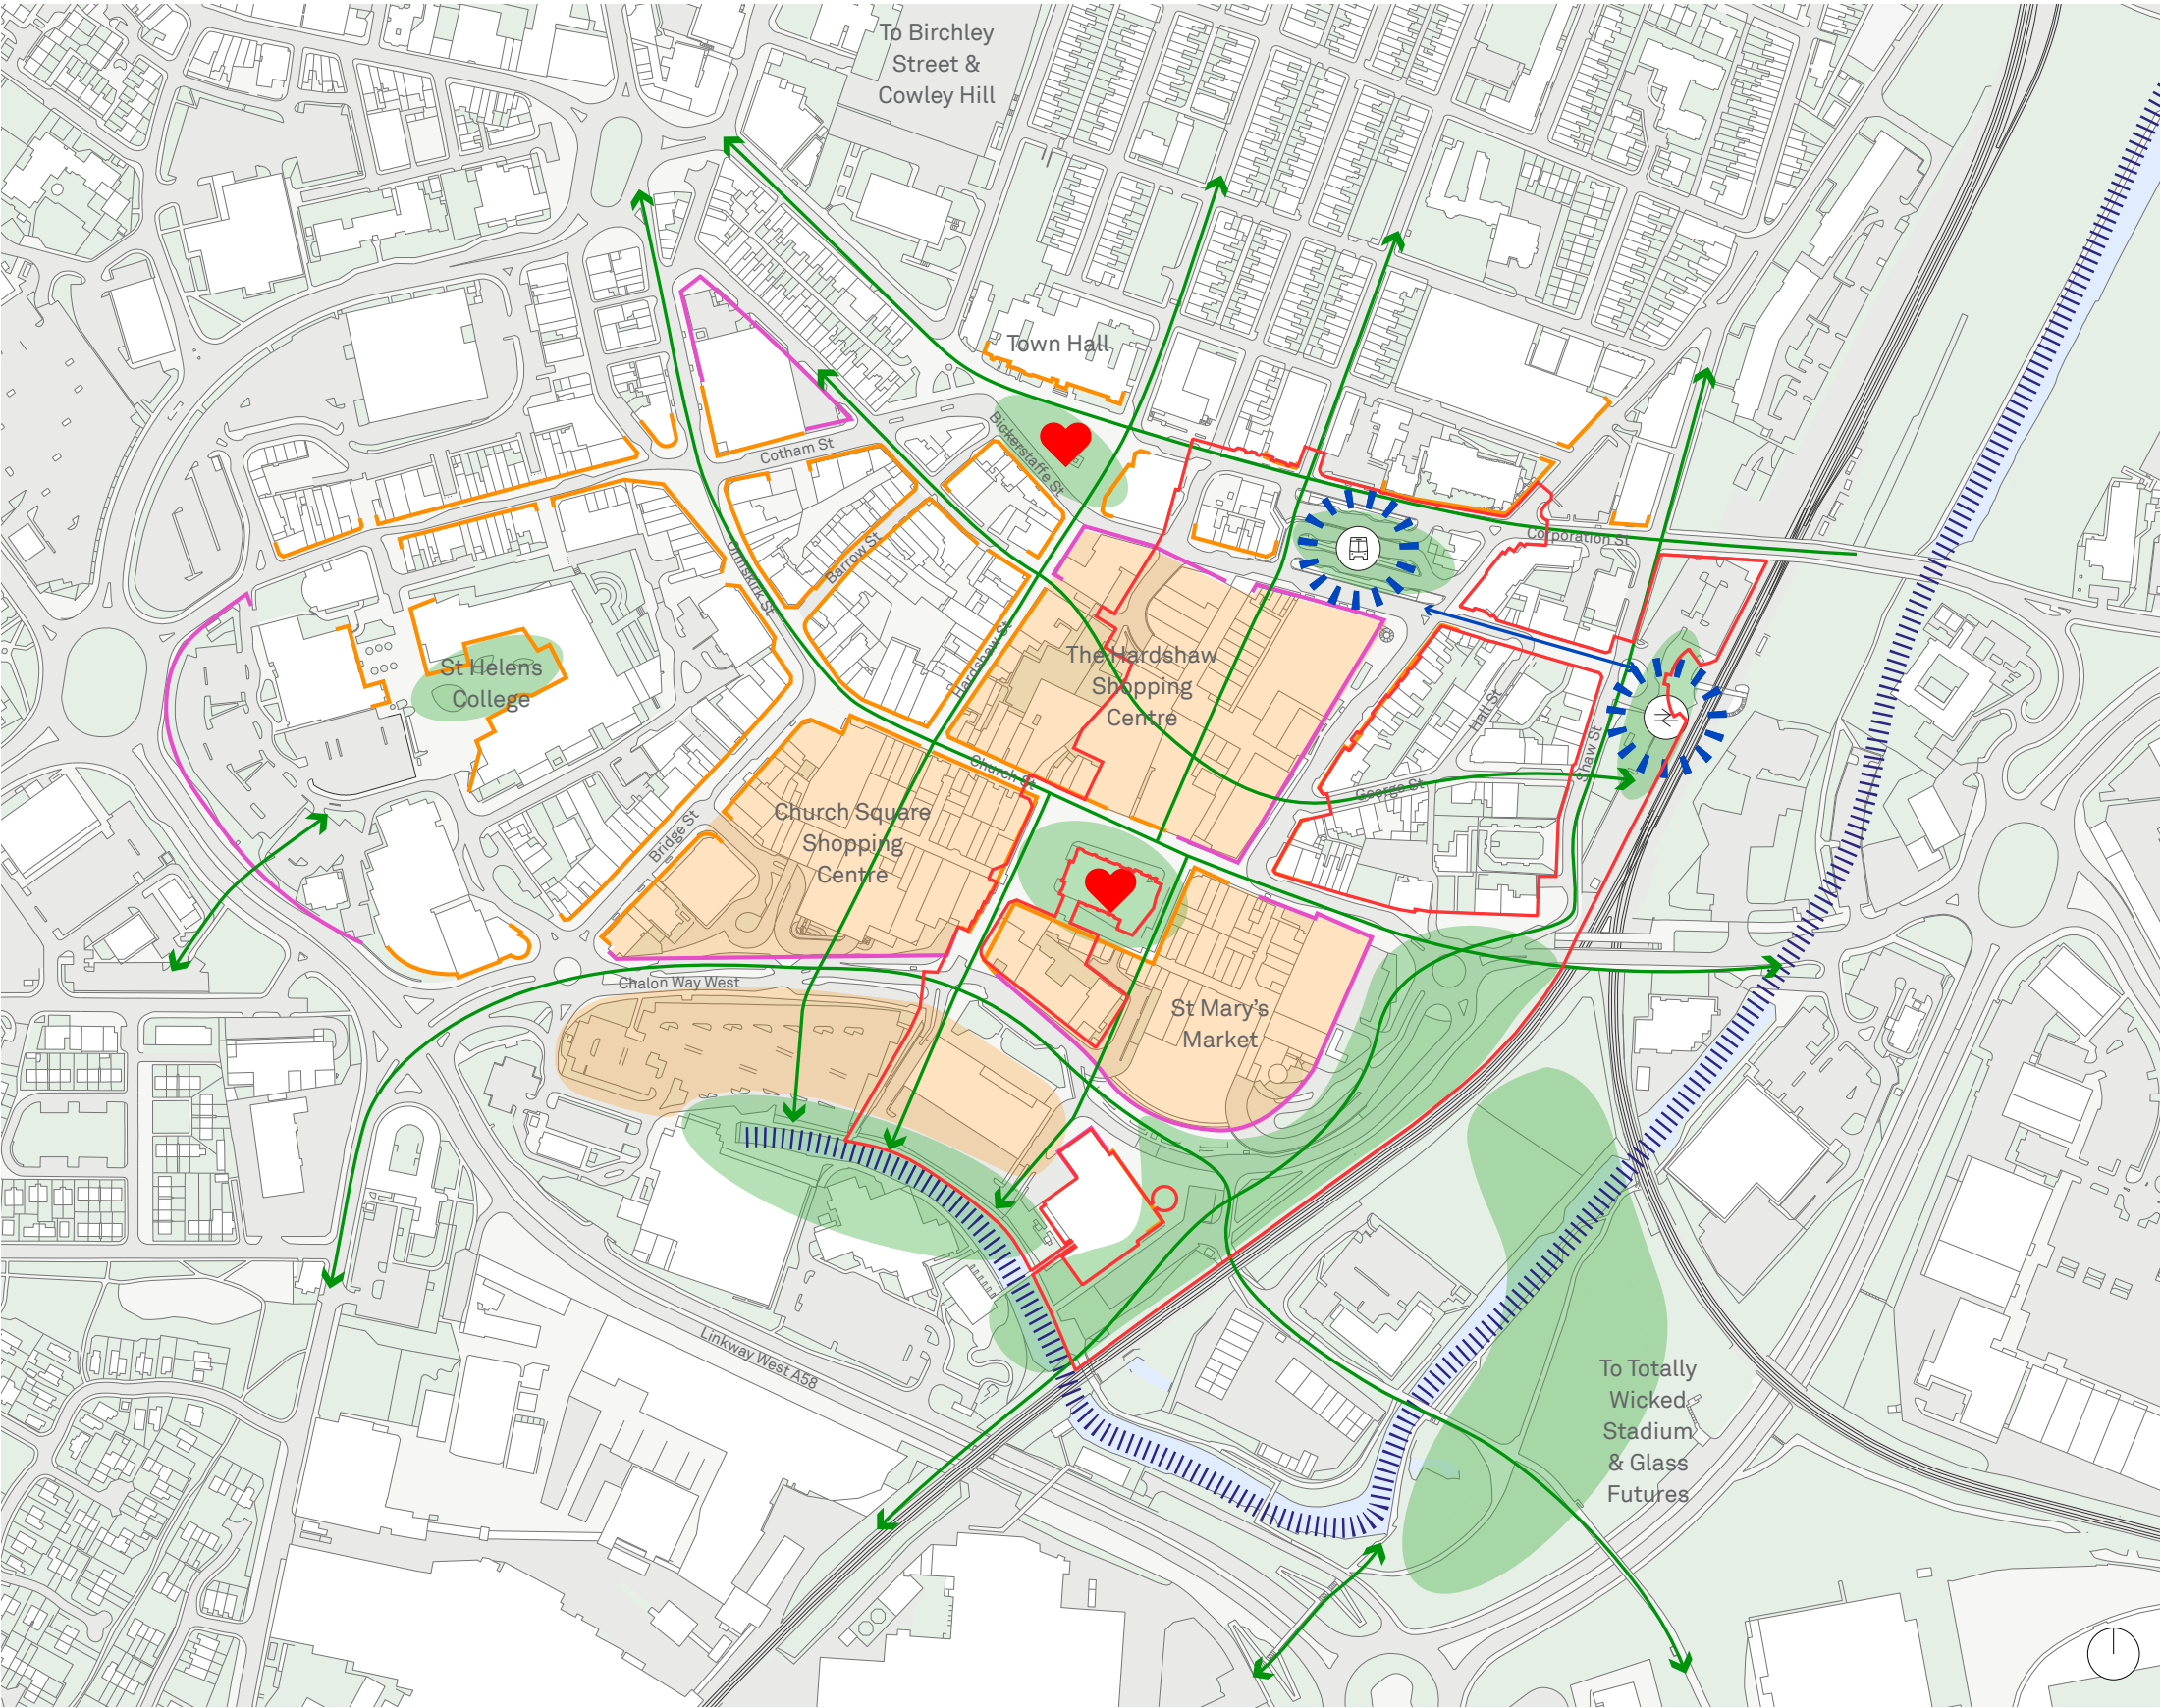 To Birchley
Street &
Cowley Hill
Town Hall
Bickerstaffe St
Cotham St
Corporation St
Barrow St
Ormskirk St
Hardshaw St
St Helens
College
The Hardshaw
Shopping
Centre
Hall St
Shaw St
Church St
George St
Church Square
Shopping
Centre
Bridge St
Chalon Way West
St Mary's
Market
Linkway West A58
To Totally
Wicked
Stadium
& Glass
Futures